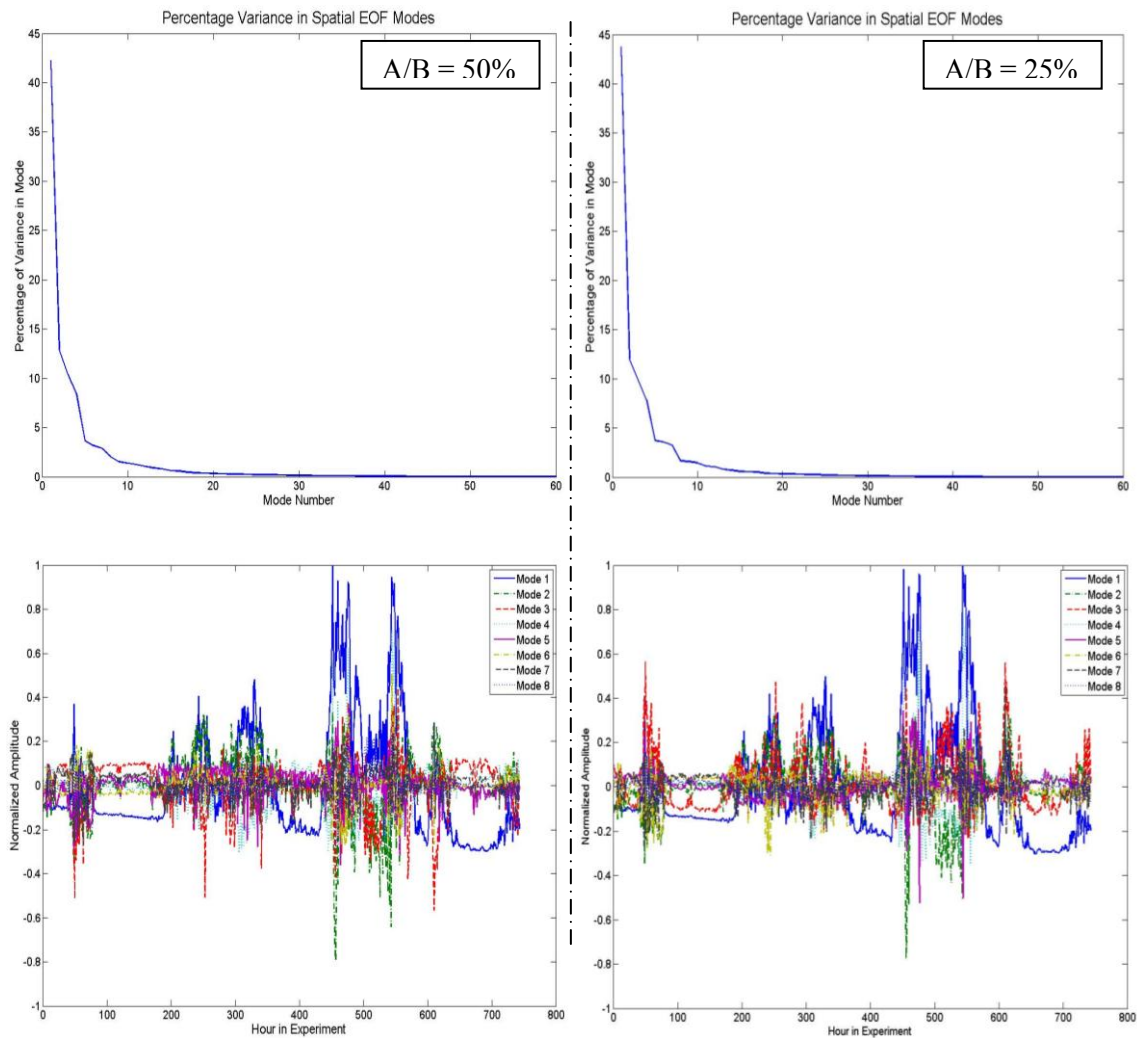 Percentage Variance in Spatial EOF Modes
A/B = 50%
Percentage of Variance in Mode
45
40
35
30
25
20
15
10
5
0
0 10 20 30 40 50 60
Mode Number
Percentage Variance in Spatial EOF Modes
A/B = 25%
Percentage of Variance in Mode
45
40
35
30
25
20
15
10
5
0
0 10 20 30 40 50 60
Mode Number
Normalized Amplitude
1
0.8
0.6
0.4
0.2
0
-0.2
-0.4
-0.6
-0.8
-1
Mode 1
Mode 2
Mode 3
Mode 4
Mode 5
Mode 6
Mode 7
Mode 8
0 100 200 300 400 500 600 700 800
Hour in Experiment
Normalized Amplitude
1
0.8
0.6
0.4
0.2
0
-0.2
-0.4
-0.6
-0.8
-1
Mode 1
Mode 2
Mode 3
Mode 4
Mode 5
Mode 6
Mode 7
Mode 8
0 100 200 300 400 500 600 700 800
Hour in Experiment